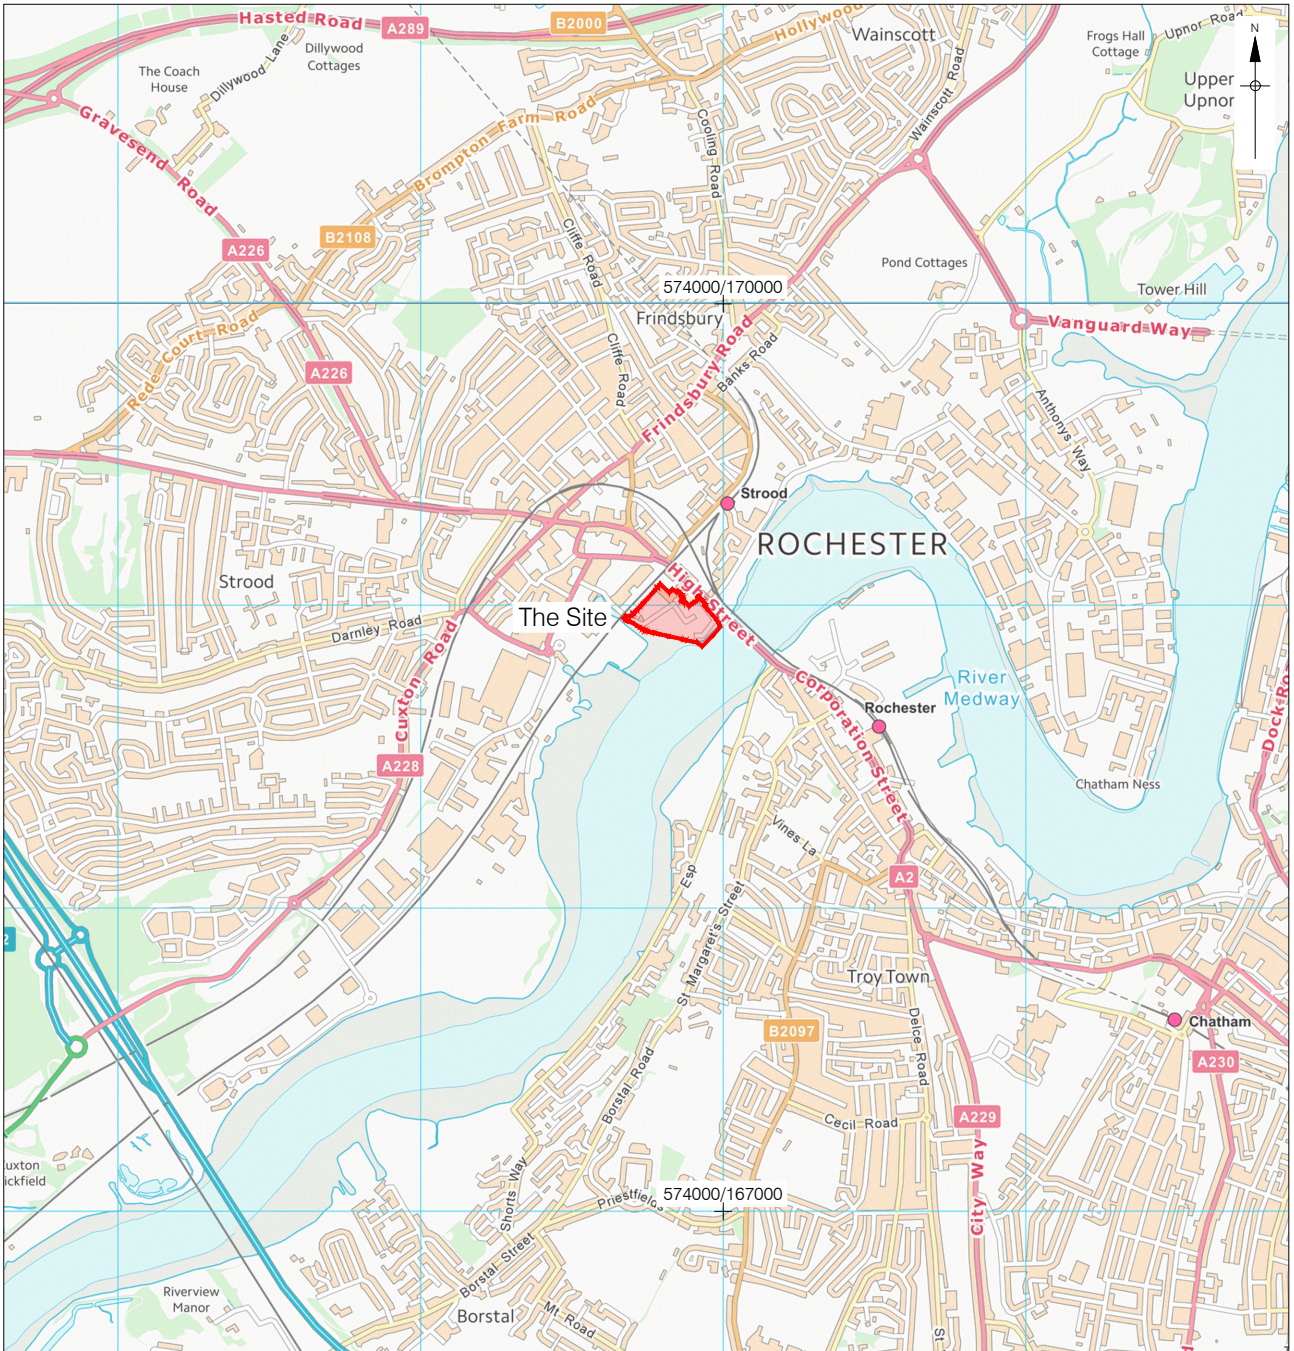 Hasted Road
A289
B2000
Hollywood
Wainscott
Frogs Hall
Cottage
Upnor Road
N
Dillywood
Cottages
The Coach
House
Dillywood Lane
Upper
Upnor
Gravesend Road
Brompton Farm Road
Cooling Road
Wainscott Road
B2108
A226
Cliffe Road
Pond Cottages
574000/170000
Tower Hill
Frindsbury
Vanguard Way
Rede Court Road
A226
Cliffe Road
Frindsbury Road
Banks Road
Anthonys Way
Strood
ROCHESTER
Strood
High Street
The Site
Darnley Road
Cuxton Road
Corporation Street
River
Medway
Rochester
Dock Roa
A228
Chatham Ness
Vines La
Esp
A2
2
St Margaret's Street
Troy Town
Delce Road
Chatham
B2097
A230
Borstal Road
Cecil Road
A229
City Way
uxton
ickfield
Shorts Way
Priestfields
574000/167000
Borstal Street
Riverview
Manor
Borstal
Mt Road
St